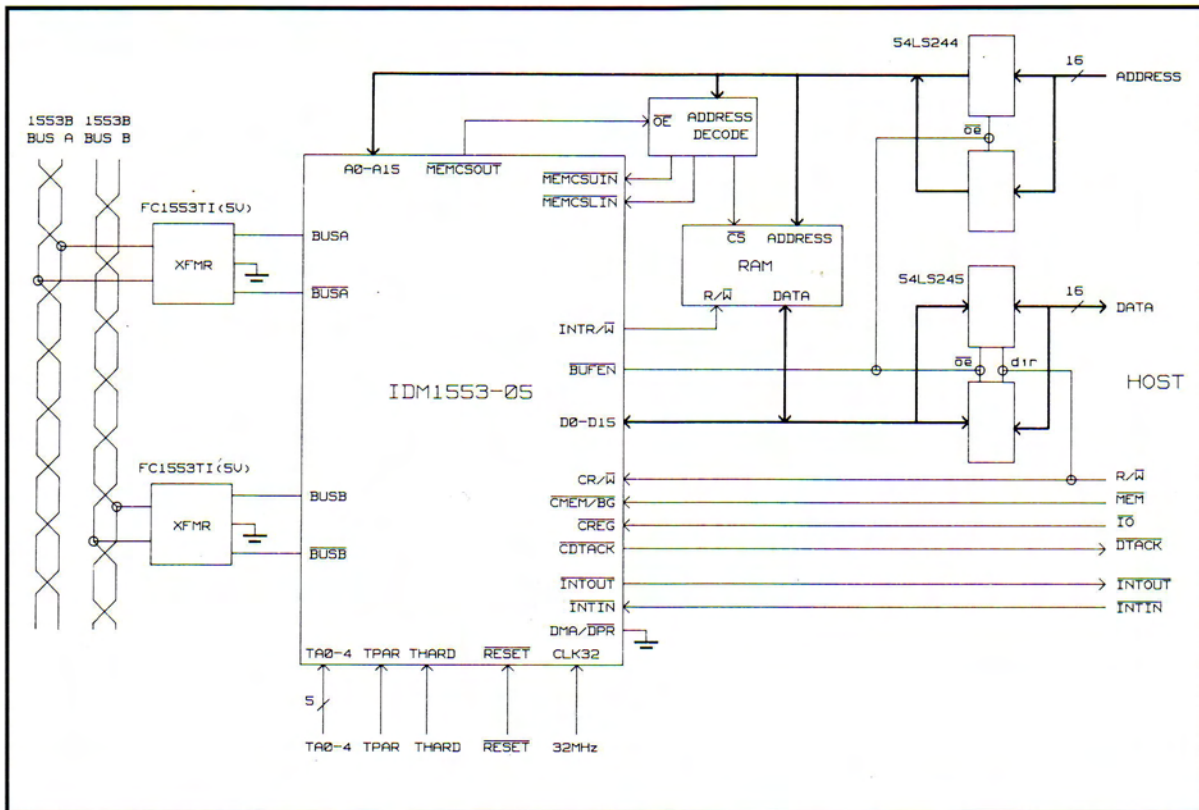 54LS244
16
ADDRESS
1553B 1553B
BUS A BUS B
OE ADDRESS
DECODE
oe
A0-A15 MEMCSOUT
MEMCSUIN
MEMCSLIN
FC1553TI(5V)
XFMR
BUSA
BUSA
CS ADDRESS
RAM
R/W DATA
54LS245
16
DATA
INTR/W
BUFEN
oe
dir
HOST
IDM1553-05
D0-D15
FC1553TI(5V)
XFMR
BUSB
BUSB
CR/W
R/W
CMEM/BG
MEM
CREG
IO
CDTACK
DTACK
INTOUT
INTOUT
INTIN
INTIN
DMA/DPR
TA0-4 TPAR THARD RESET CLK32
5
TA0-4 TPAR THARD RESET 32MHz